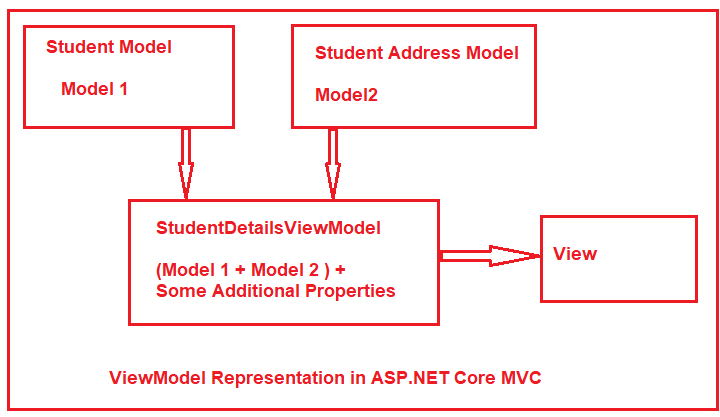 Student Model
Model 1
Student Address Model
Model2
StudentDetailsViewModel
(Model 1 + Model 2 ) +
Some Additional Properties
View
ViewModel Representation in ASP.NET Core MVC